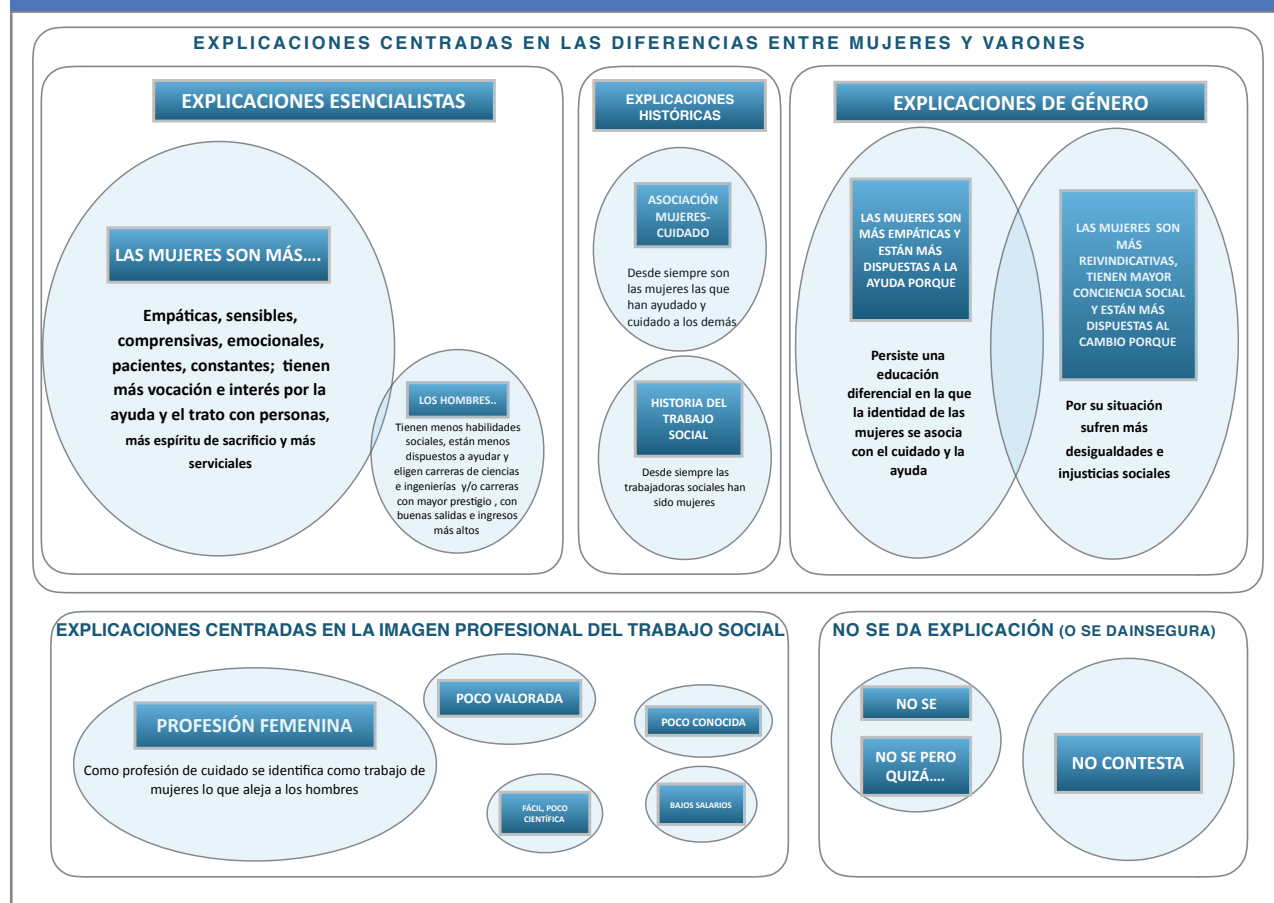 EXPLICACIONES CENTRADAS EN LAS DIFERENCIAS ENTRE MUJERES Y VARONES
EXPLICACIONES ESENCIALISTAS
LAS MUJERES SON MÁS....
Empáticas, sensibles,
comprensivas, emocionales,
pacientes, constantes; tienen
más vocación e interés por la
ayuda y el trato con personas,
más espíritu de sacrificio y más
serviciales
LOS HOMBRES..
Tienen menos habilidades
sociales, están menos
dispuestos a ayudar y
eligen carreras de ciencias
e ingenierías y/o carreras
con mayor prestigio , con
buenas salidas e ingresos
más altos
EXPLICACIONES
HISTÓRICAS
ASOCIACIÓN
MUJERES-
CUIDADO
Desde siempre son
las mujeres las que
han ayudado y
cuidado a los demás
HISTORIA DEL
TRABAJO
SOCIAL
Desde siempre las
trabajadoras sociales han
sido mujeres
EXPLICACIONES DE GÉNERO
LAS MUJERES SON
MÁS EMPÁTICAS Y
ESTÁN MÁS
DISPUESTAS A LA
AYUDA PORQUE
Persiste una
educación
diferencial en la que
la identidad de las
mujeres se asocia
con el cuidado y la
ayuda
LAS MUJERES SON
MÁS
REIVINDICATIVAS,
TIENEN MAYOR
CONCIENCIA SOCIAL
Y ESTÁN MÁS
DISPUESTAS AL
CAMBIO PORQUE
Por su situación
sufren más
desigualdades e
injusticias sociales
EXPLICACIONES CENTRADAS EN LA IMAGEN PROFESIONAL DEL TRABAJO SOCIAL
PROFESIÓN FEMENINA
Como profesión de cuidado se identifica como trabajo de
mujeres lo que aleja a los hombres
POCO VALORADA
POCO CONOCIDA
FÁCIL, POCO
CIENTÍFICA
BAJOS SALARIOS
NO SE DA EXPLICACIÓN (O SE DAINSEGURA)
NO SE
NO SE PERO
QUIZÁ....
NO CONTESTA